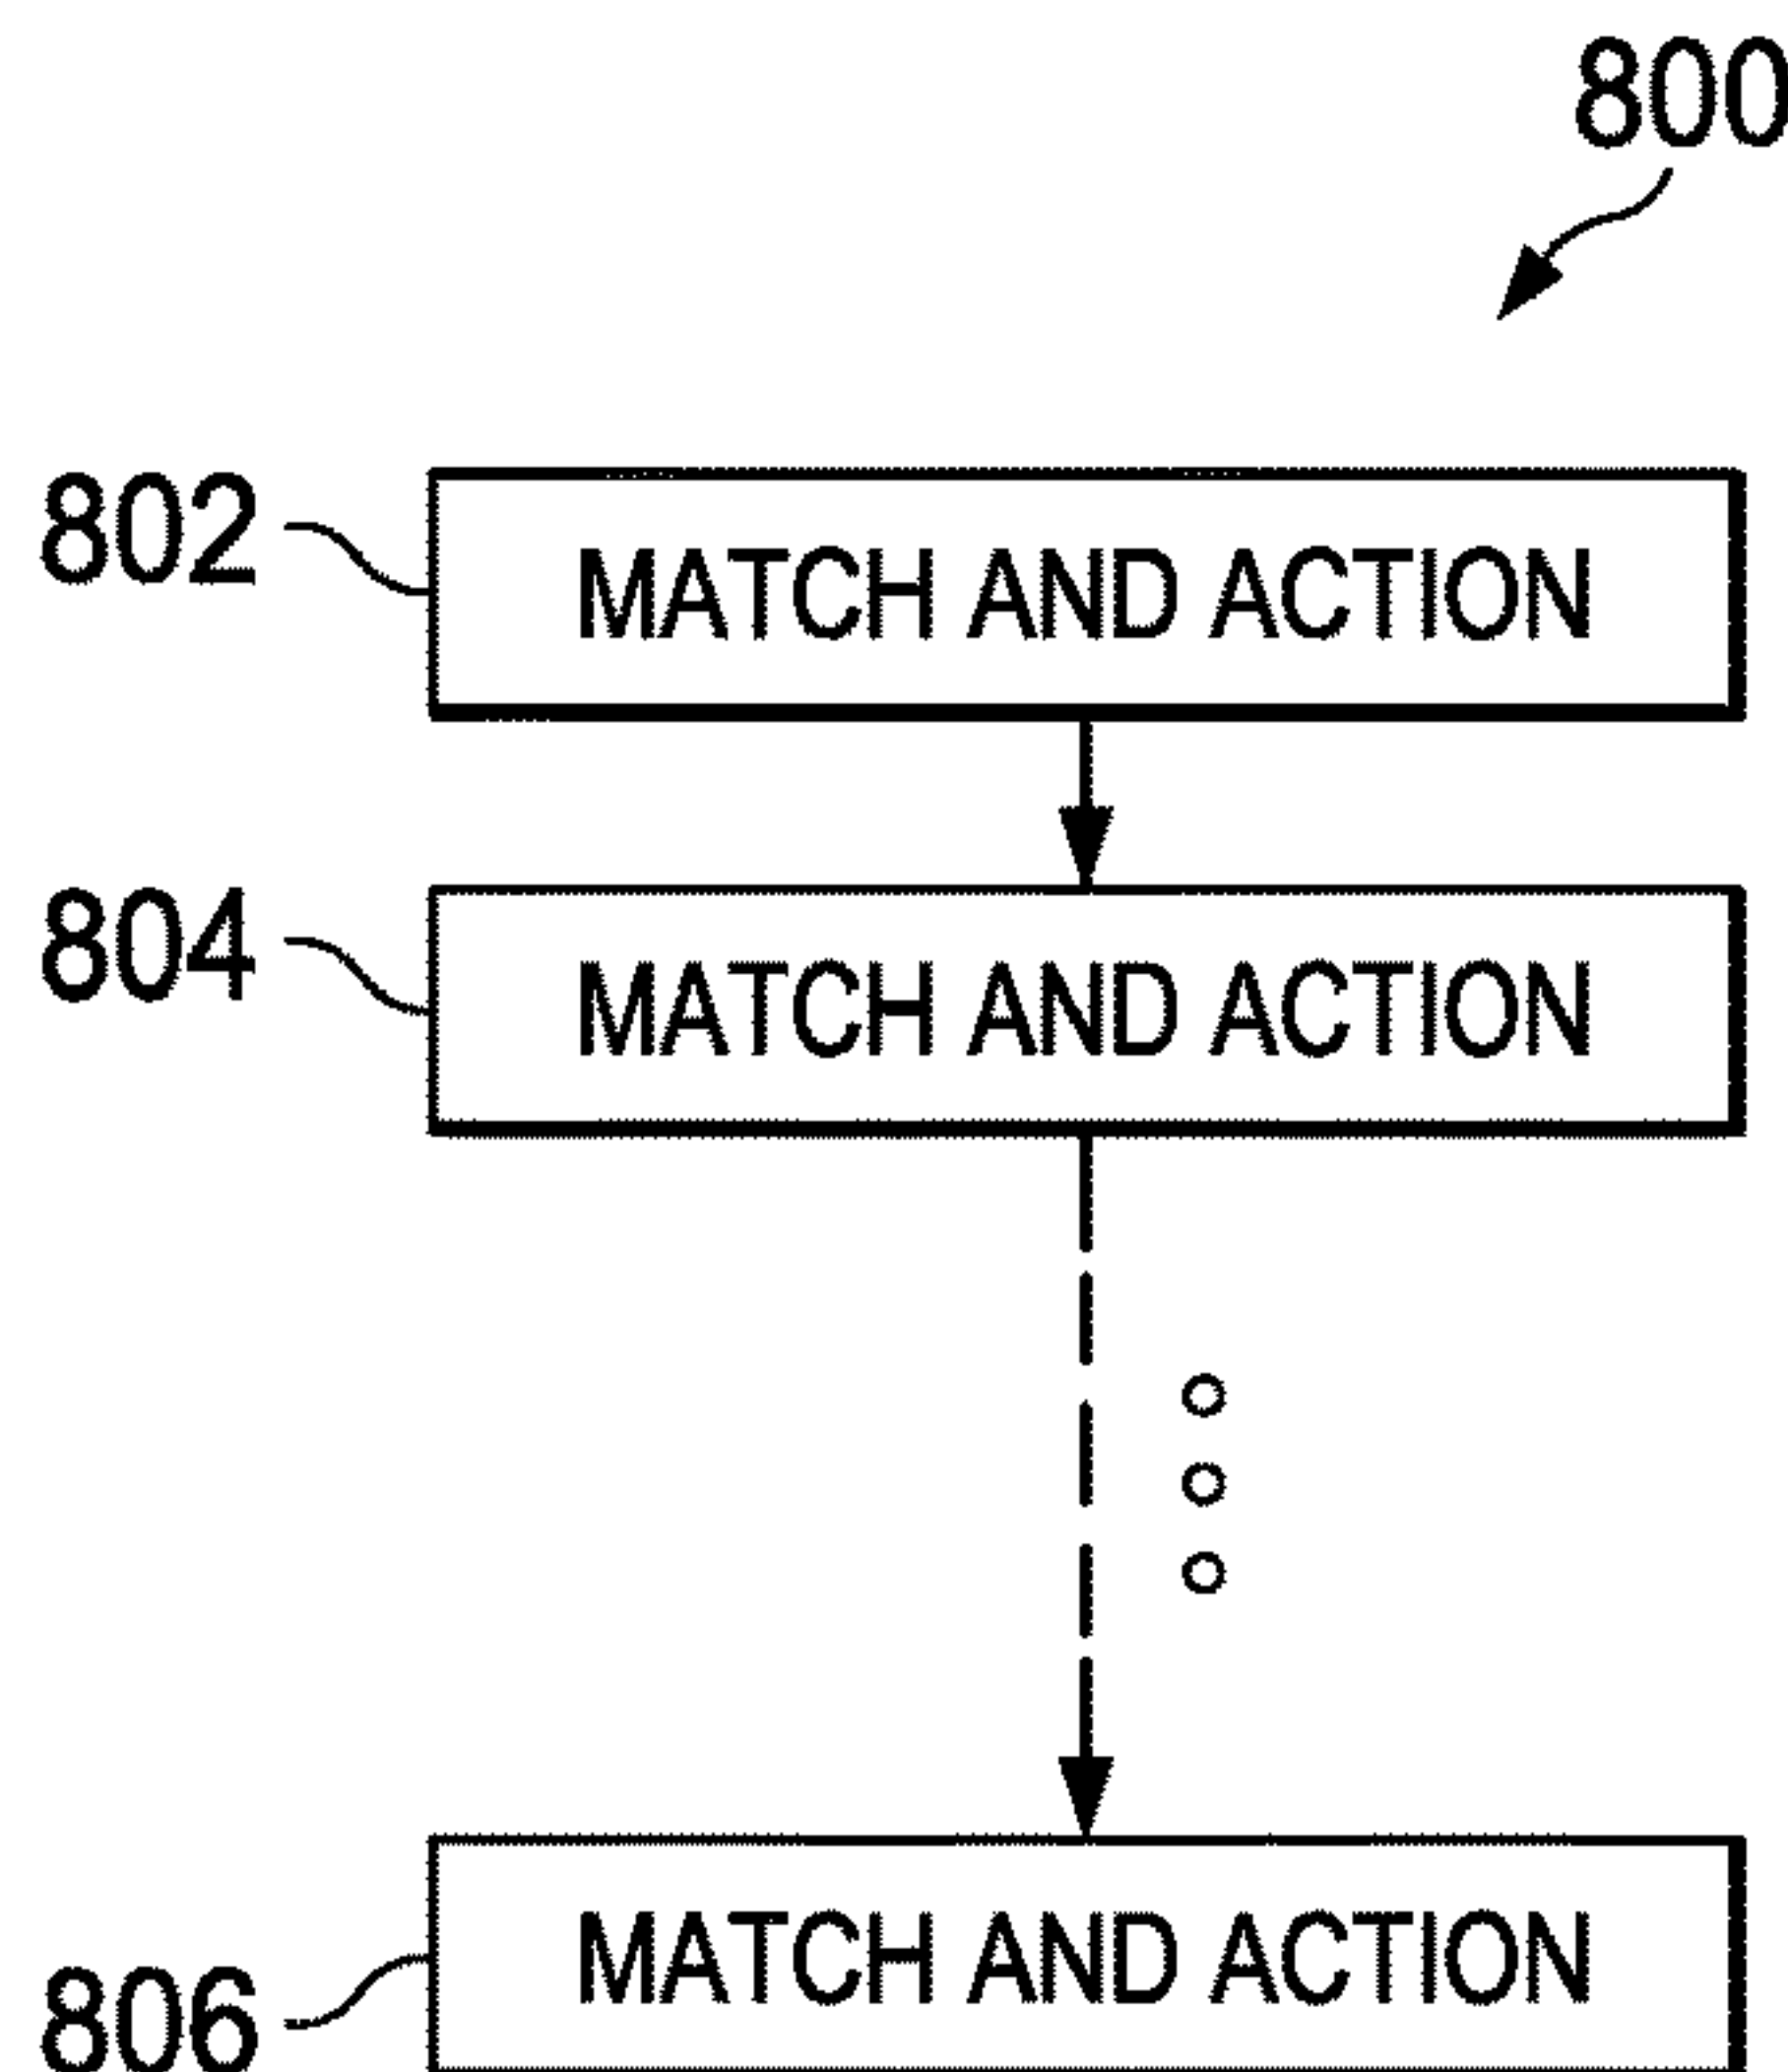 800
802 MATCH AND ACTION
804 MATCH AND ACTION
806 MATCH AND ACTION